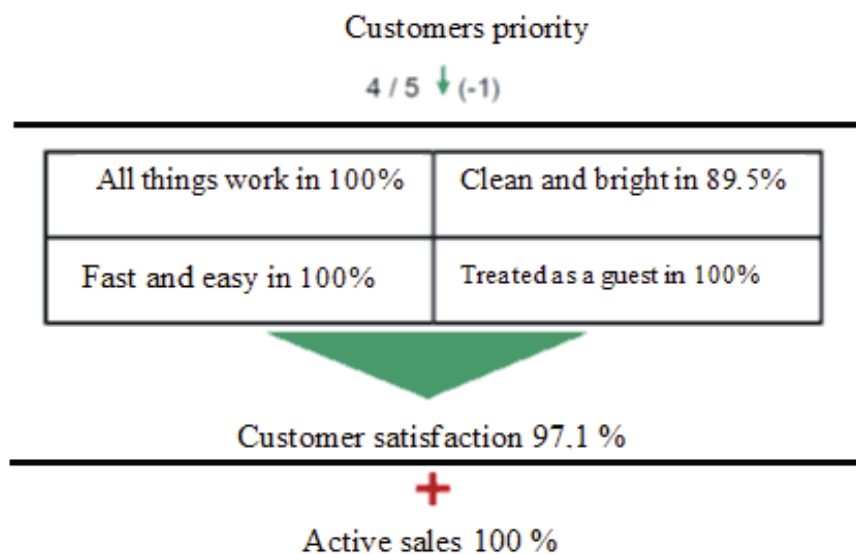 Customers priority
4 / 5 (-1)
All things work in 100%
Clean and bright in 89.5%
Fast and easy in 100%
Treated as a guest in 100%
Customer satisfaction 97.1 %
+
Active sales 100 %